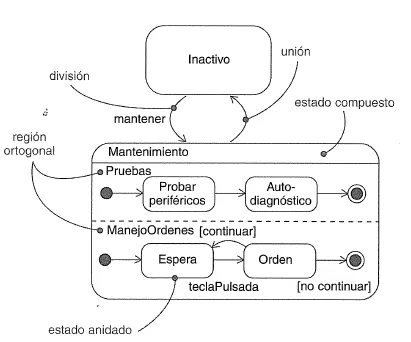 Inactivo
división
unión
mantener
estado compuesto
región
ortogonal
Mantenimiento
Pruebas
Probar
periféricos
Auto-
diagnóstico
ManejoOrdenes [continuar]
Espera
Orden
teclaPulsada
[no continuar]
estado anidado